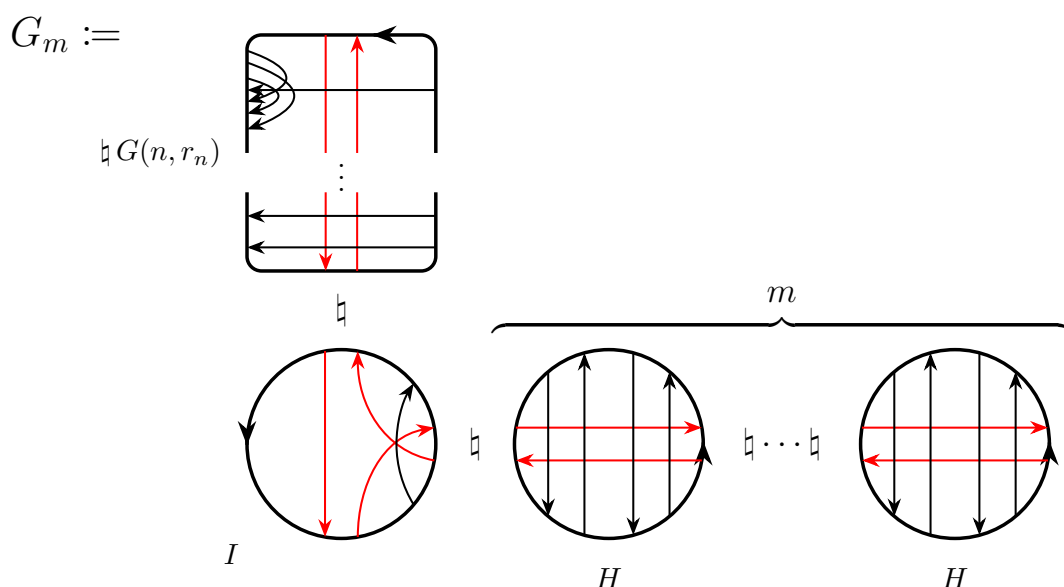 G_m :=
♮ G(n, r_n)
⋮
♮
m
♮
♮ ⋯ ♮
I
H
H